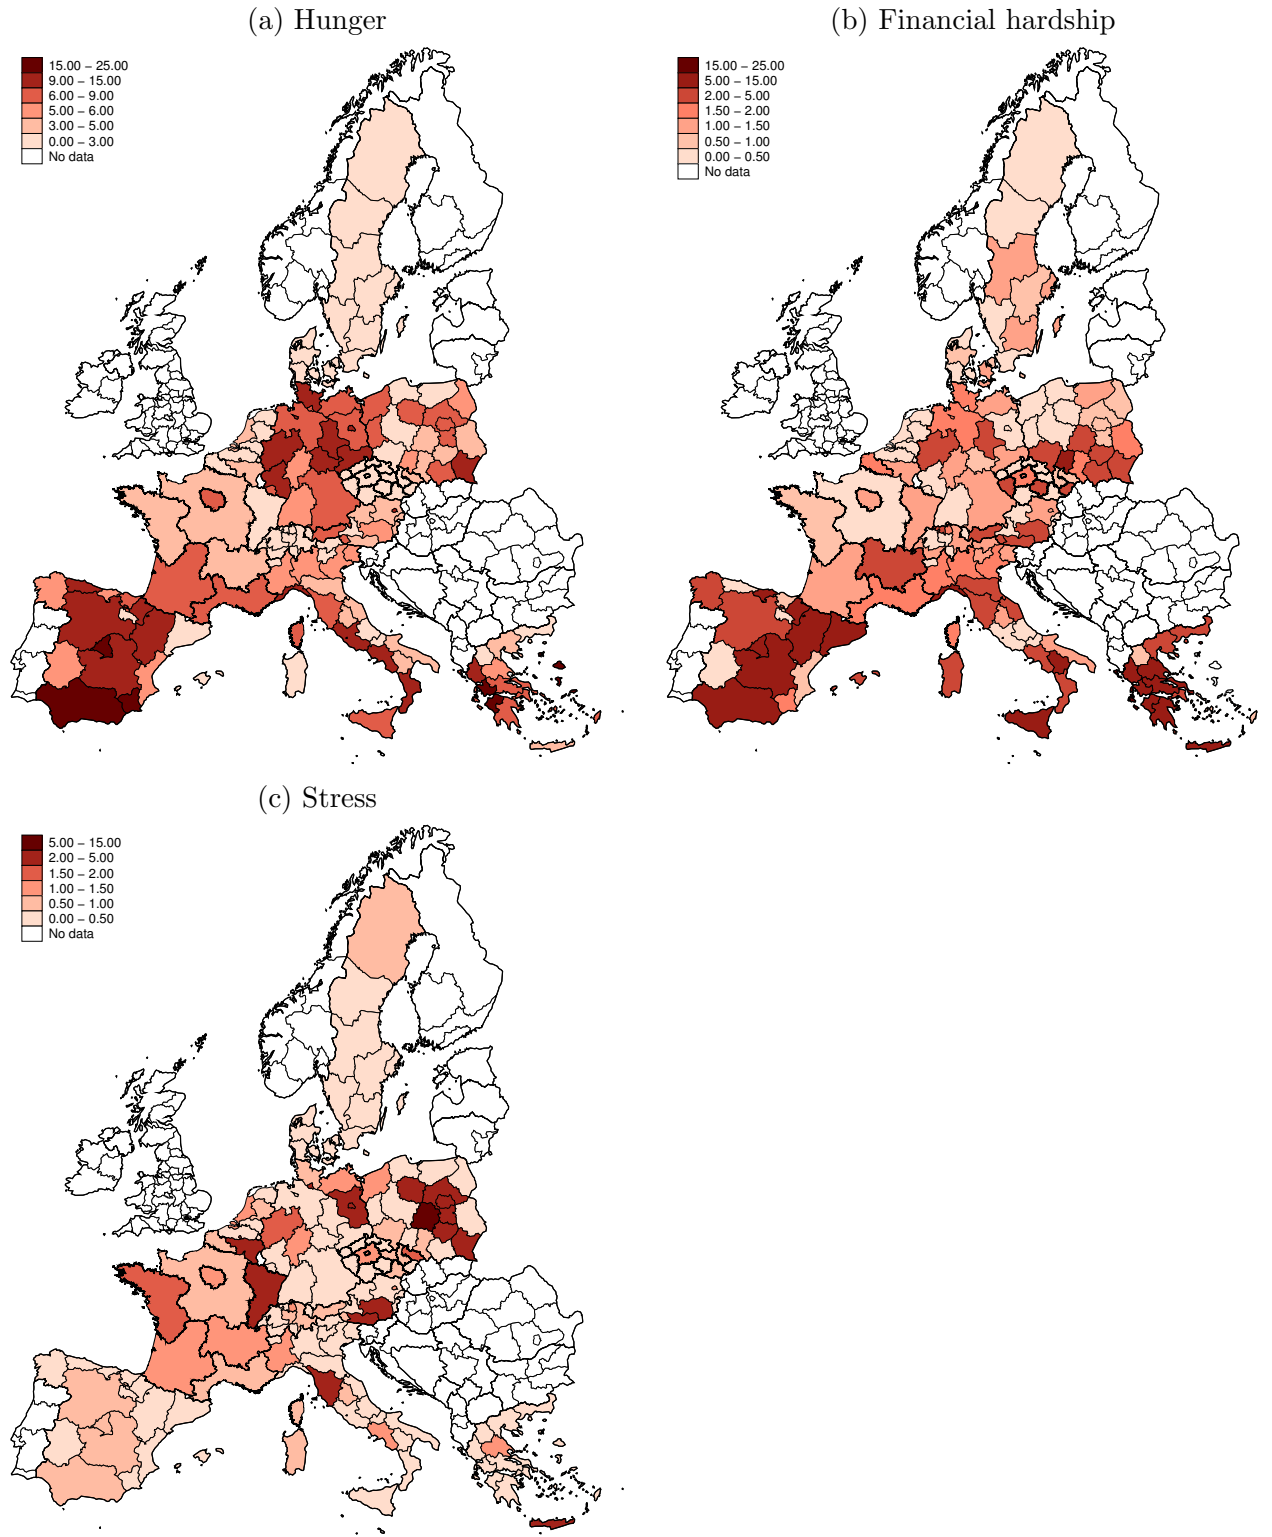 (a) Hunger
15.00 – 25.00
9.00 – 15.00
6.00 – 9.00
5.00 – 6.00
3.00 – 5.00
0.00 – 3.00
No data
(b) Financial hardship
15.00 – 25.00
5.00 – 15.00
2.00 – 5.00
1.50 – 2.00
1.00 – 1.50
0.50 – 1.00
0.00 – 0.50
No data
(c) Stress
5.00 – 15.00
2.00 – 5.00
1.50 – 2.00
1.00 – 1.50
0.50 – 1.00
0.00 – 0.50
No data